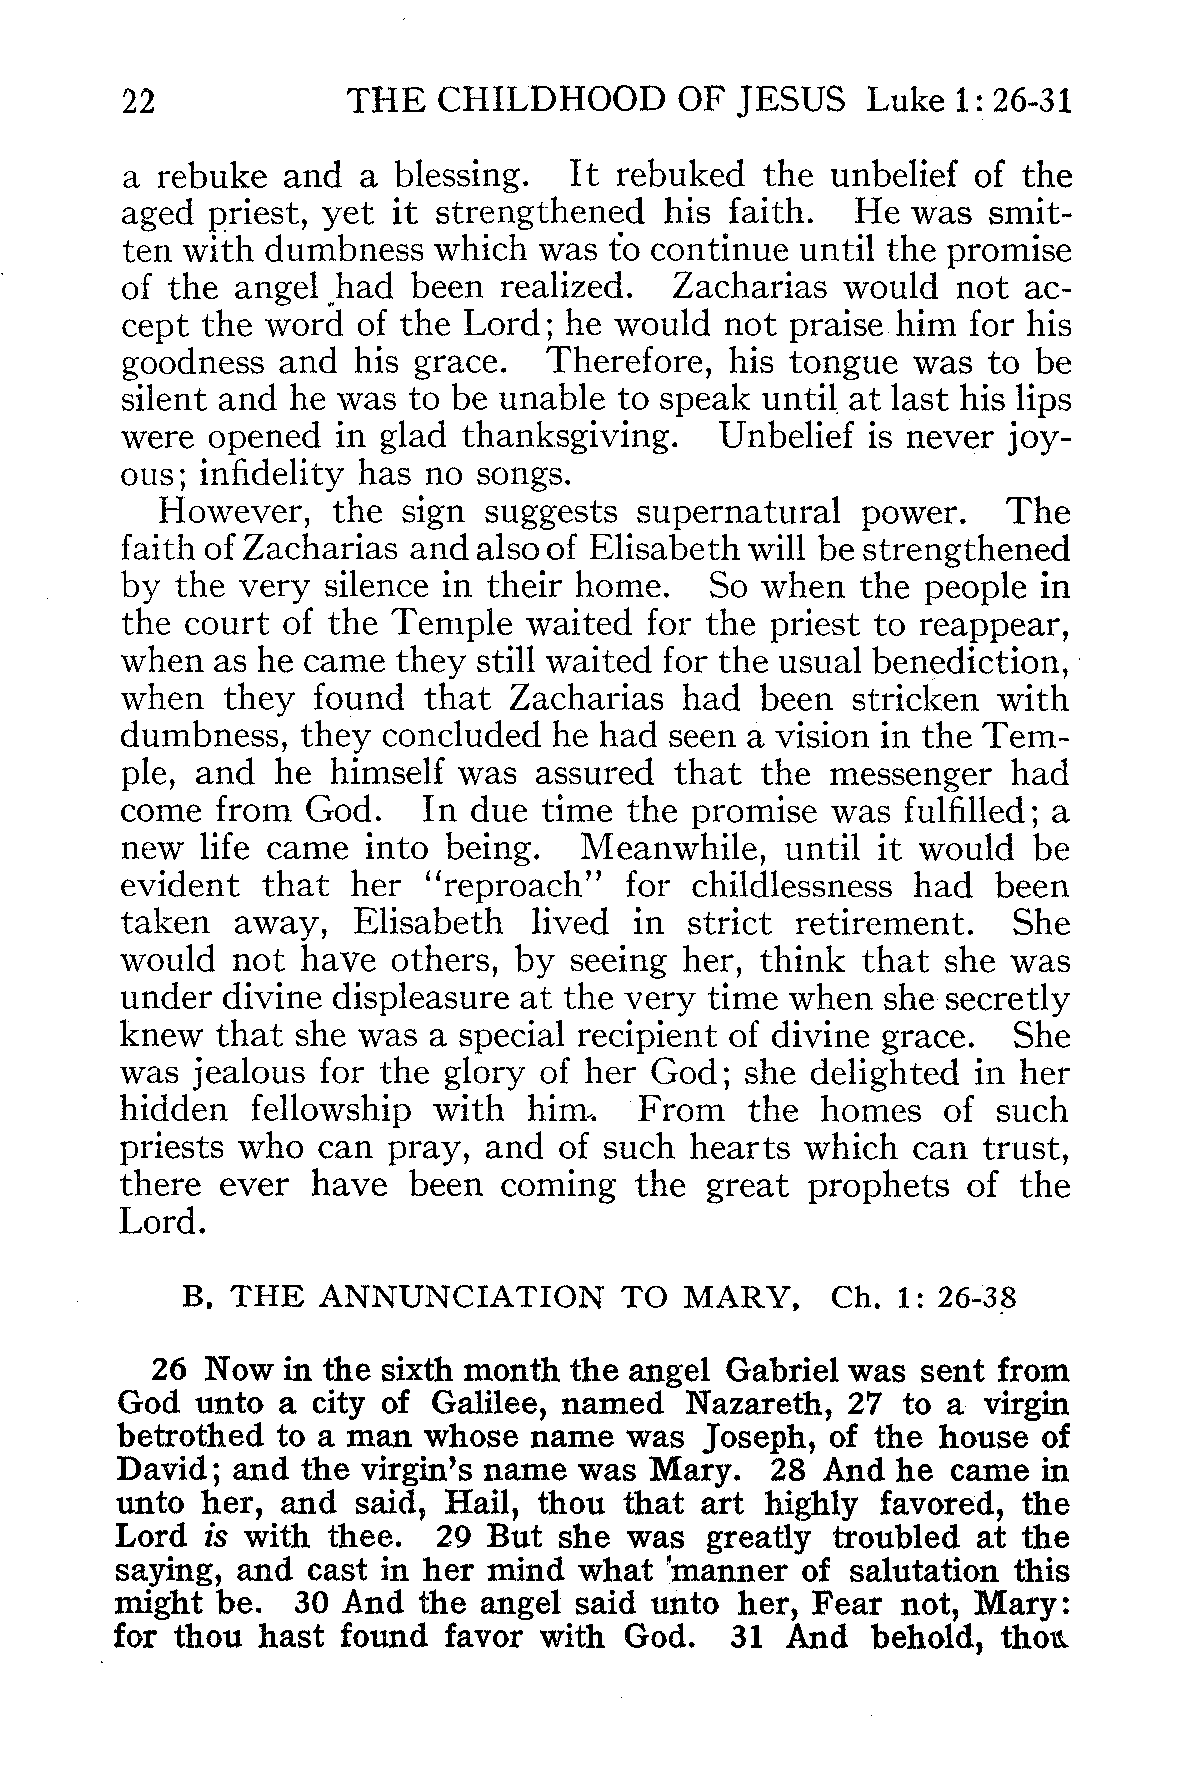 22 THE CHILDHOOD OF JESUS Luke 1: 26-31
a rebuke and a blessing. It rebuked the unbelief of the
aged priest, yet it strengthened his faith. He was smit-
ten with dumbness which was to continue until the promise
of the angel had been realized. Zacharias would not ac-
cept the word of the Lord; he would not praise him for his
goodness and his grace. Therefore, his tongue was to be
silent and he was to be unable to speak until at last his lips
were opened in glad thanksgiving. Unbelief is never joy-
ous; infidelity has no songs.
However, the sign suggests supernatural power. The
faith of Zacharias and also of Elisabeth will be strengthened
by the very silence in their home. So when the people in
the court of the Temple waited for the priest to reappear,
when as he came they still waited for the usual benediction,
when they found that Zacharias had been stricken with
dumbness, they concluded he had seen a vision in the Tem-
ple, and he himself was assured that the messenger had
come from God. In due time the promise was fulfilled; a
new life came into being. Meanwhile, until it would be
evident that her "reproach" for childlessness had been
taken away, Elisabeth lived in strict retirement. She
would not have others, by seeing her, think that she was
under divine displeasure at the very time when she secretly
knew that she was a special recipient of divine grace. She
was jealous for the glory of her God; she delighted in her
hidden fellowship with him. From the homes of such
priests who can pray, and of such hearts which can trust,
there ever have been coming the great prophets of the
Lord.
B. THE ANNUNCIATION TO MARY. Ch. 1: 26-38
26 Now in the sixth month the angel Gabriel was sent from
God unto a city of Galilee, named Nazareth, 27 to a virgin
betrothed to a man whose name was Joseph, of the house of
David; and the virgin's name was Mary. 28 And he came in
unto her, and said, Hail, thou that art highly favored, the
Lord is with thee. 29 But she was greatly troubled at the
saying, and cast in her mind what manner of salutation this
might be. 30 And the angel said unto her, Fear not, Mary:
for thou hast found favor with God. 31 And behold, thou